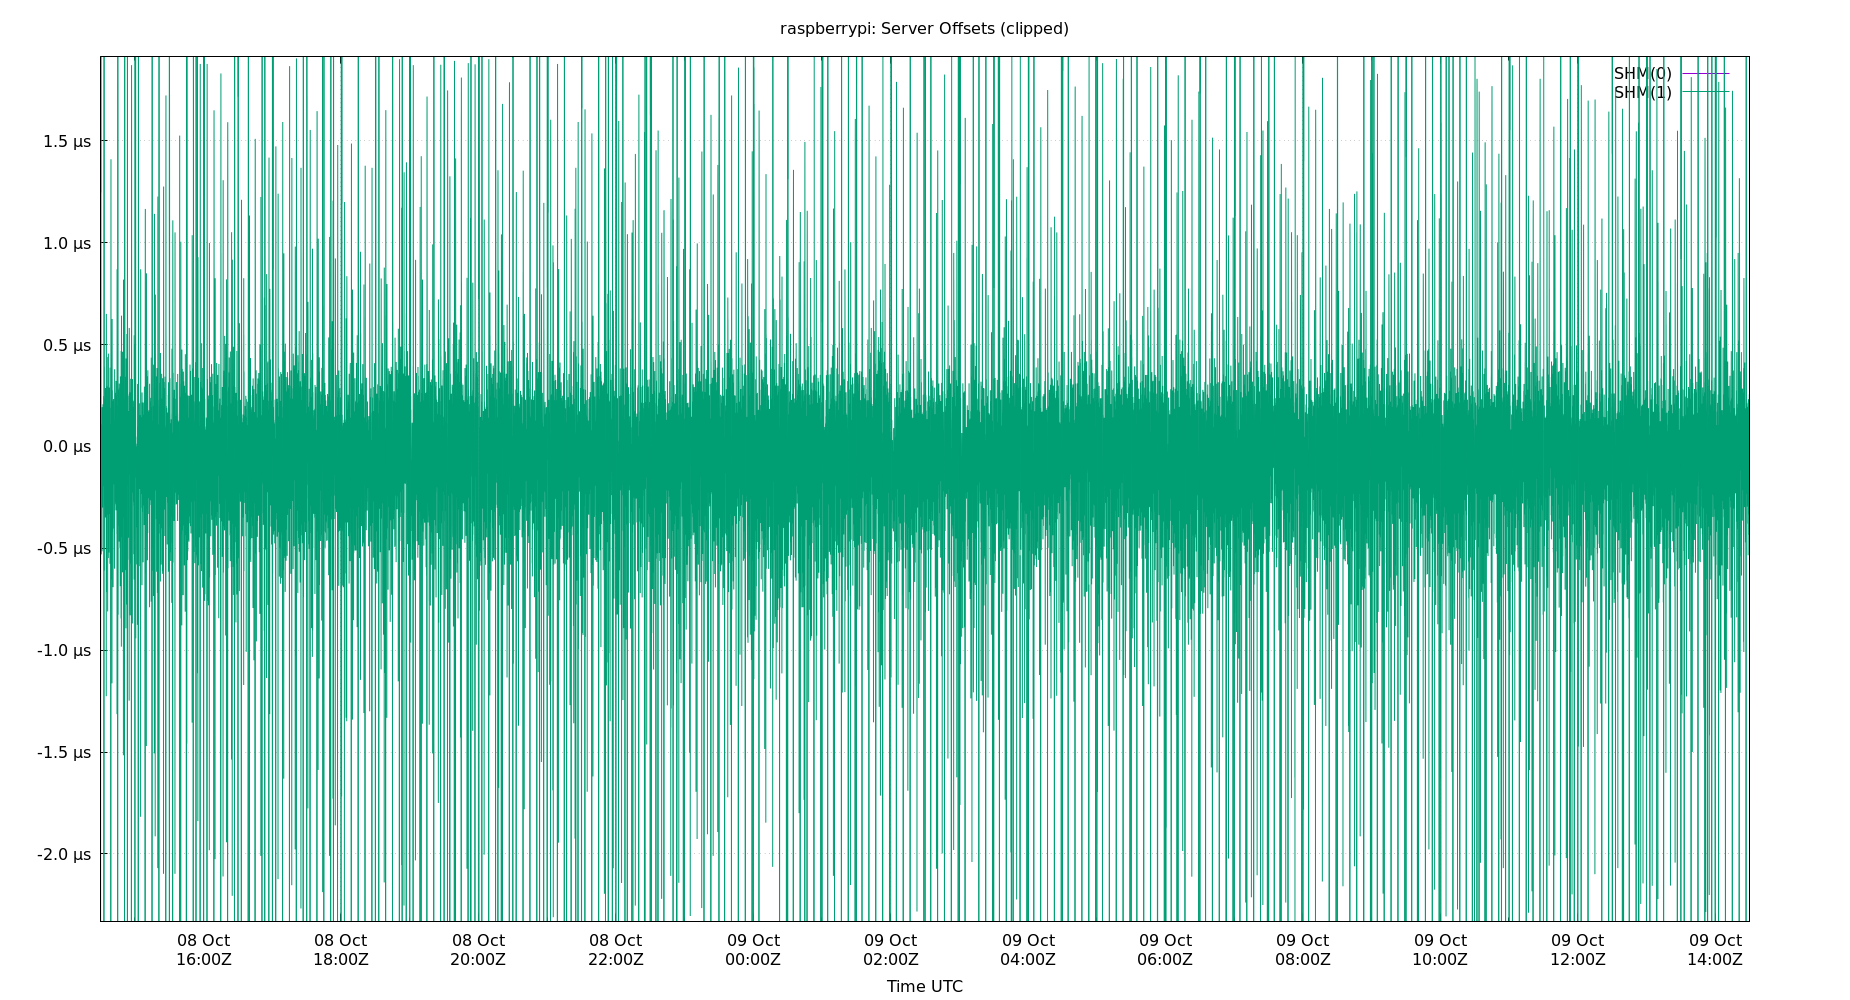 raspberrypi: Server Offsets (clipped)
SHM(0)
SHM(1)
1.5 µs
1.0 µs
0.5 µs
0.0 µs
-0.5 µs
-1.0 µs
-1.5 µs
-2.0 µs
08 Oct 08 Oct 08 Oct 08 Oct 09 Oct 09 Oct 09 Oct 09 Oct 09 Oct 09 Oct 09 Oct 09 Oct
16:00Z 18:00Z 20:00Z 22:00Z 00:00Z 02:00Z 04:00Z 06:00Z 08:00Z 10:00Z 12:00Z 14:00Z
Time UTC